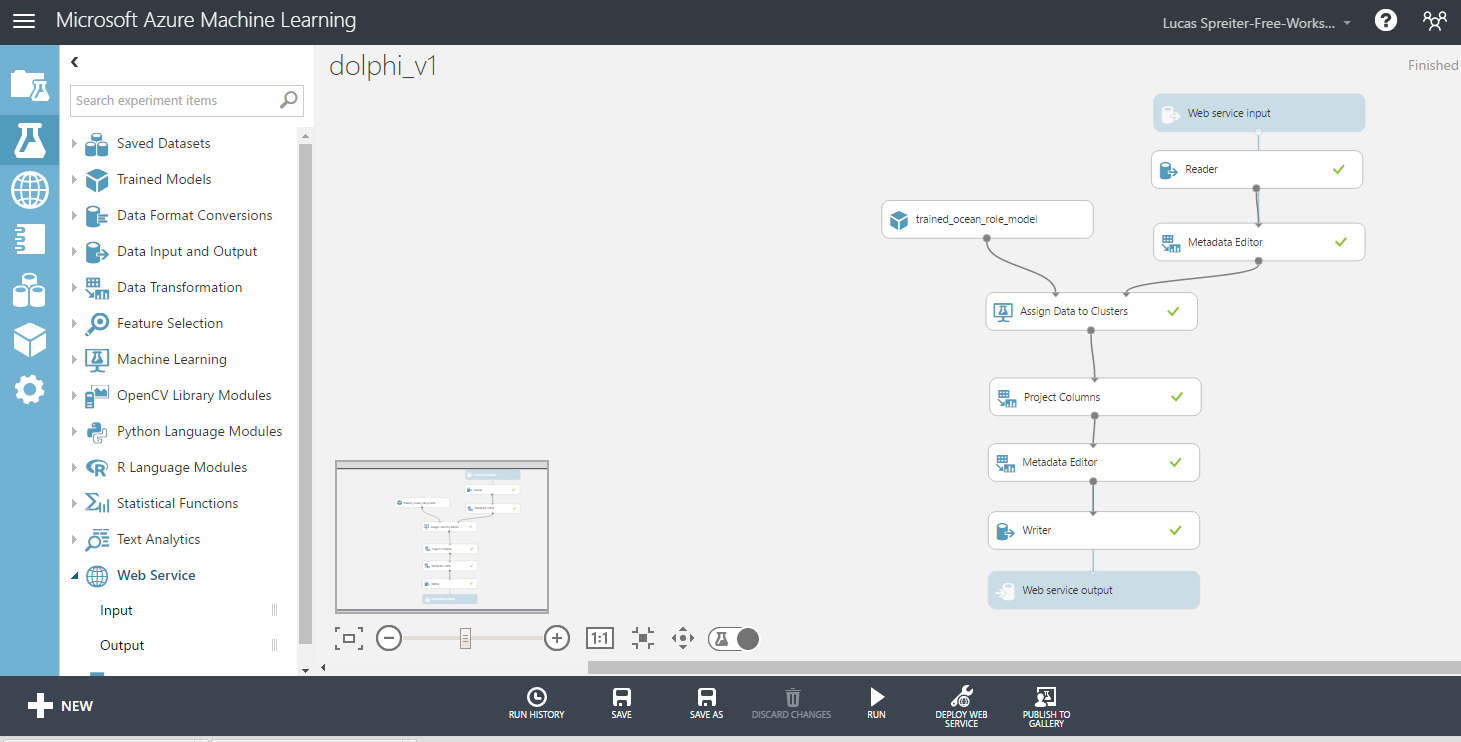 Microsoft Azure Machine Learning
Lucas Spreiter-Free-Works...
?
dolphi_v1
Finished
Search experiment items
Saved Datasets
Trained Models
Data Format Conversions
Data Input and Output
Data Transformation
Feature Selection
Machine Learning
OpenCV Library Modules
Python Language Modules
R Language Modules
Statistical Functions
Text Analytics
Web Service
Input
Output
Web service input
Reader
trained_ocean_role_model
Metadata Editor
Assign Data to Clusters
Project Columns
Metadata Editor
Writer
Web service output
1:1
NEW
RUN HISTORY
SAVE
SAVE AS
DISCARD CHANGES
RUN
DEPLOY WEB
SERVICE
PUBLISH TO
GALLERY